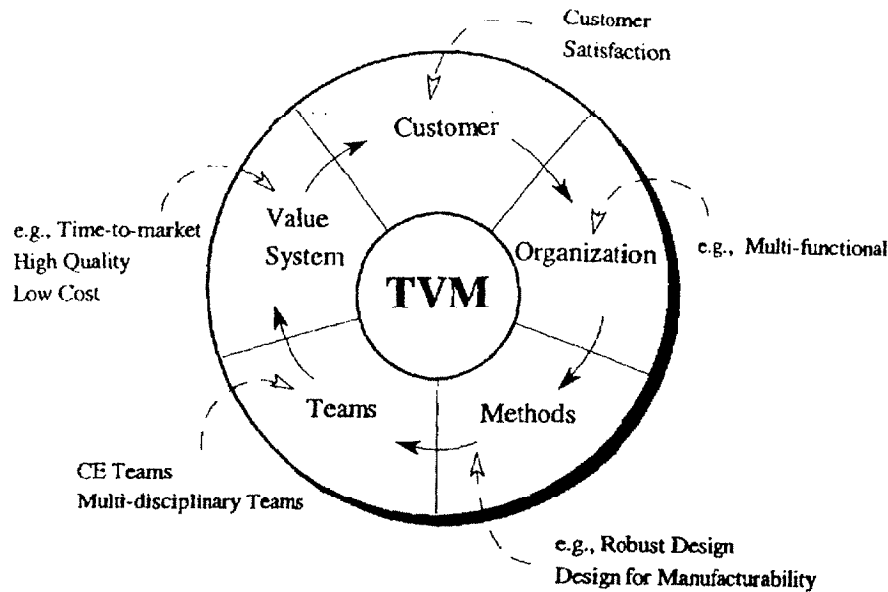 Customer
Satisfaction
Customer
Value
System
e.g., Time-to-market
High Quality
Low Cost
Organization
e.g., Multi-functional
TVM
Teams
Methods
CE Teams
Multi-disciplinary Teams
e.g., Robust Design
Design for Manufacturability